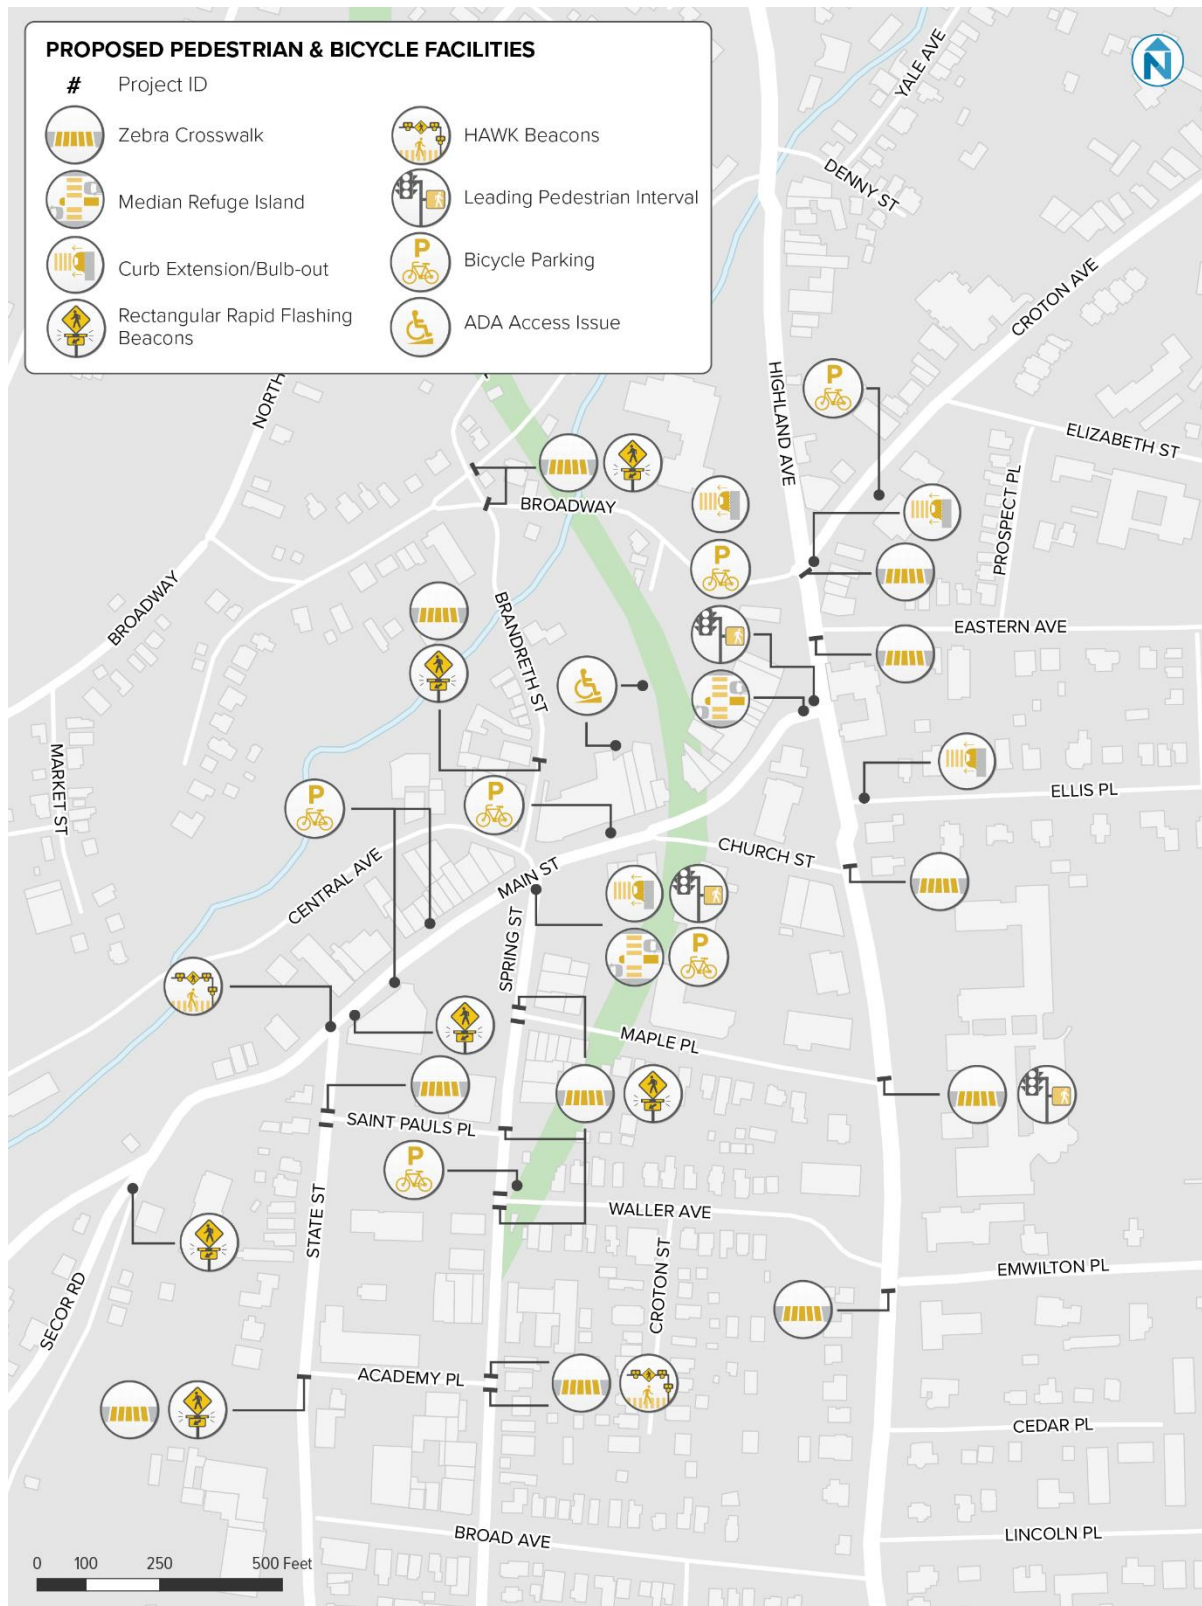 PROPOSED PEDESTRIAN & BICYCLE FACILITIES
# Project ID
Zebra Crosswalk
HAWK Beacons
Median Refuge Island
Leading Pedestrian Interval
Curb Extension/Bulb-out
Bicycle Parking
Rectangular Rapid Flashing
Beacons
ADA Access Issue
N
YALE AVE
DENNY ST
CROTON AVE
HIGHLAND AVE
NORTH
P
ELIZABETH ST
PROSPECT PL
BROADWAY
P
BROADWAY
EASTERN AVE
BRANDRETH ST
MARKET ST
ELLIS PL
P
P
CHURCH ST
CENTRAL AVE
MAIN ST
SPRING ST
P
MAPLE PL
SAINT PAULS PL
P
STATE ST
WALLER AVE
CROTON ST
EMWILTON PL
SECOR RD
ACADEMY PL
CEDAR PL
BROAD AVE
LINCOLN PL
0 100 250 500 Feet